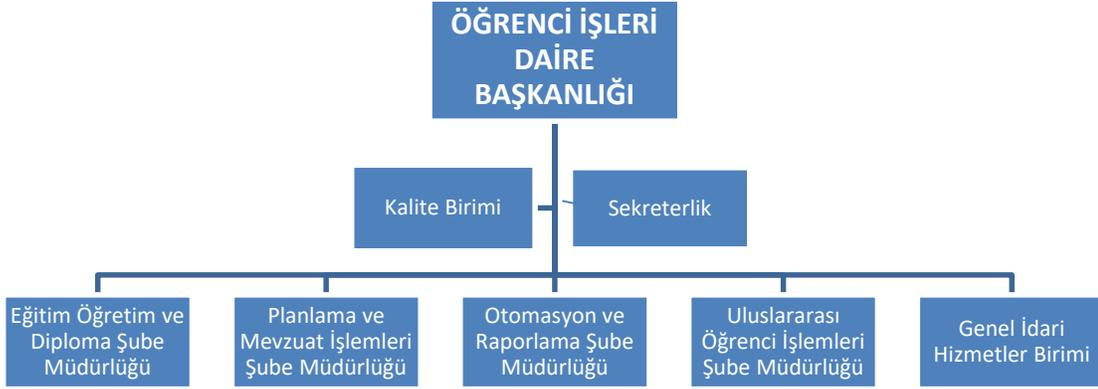 ÖĞRENCİ İŞLERİ
DAİRE
BAŞKANLIĞI
Kalite Birimi
Sekreterlik
Eğitim Öğretim ve
Diploma Şube
Müdürlüğü
Planlama ve
Mevzuat İşlemleri
Şube Müdürlüğü
Otomasyon ve
Raporlama Şube
Müdürlüğü
Uluslararası
Öğrenci İşlemleri
Şube Müdürlüğü
Genel İdari
Hizmetler Birimi